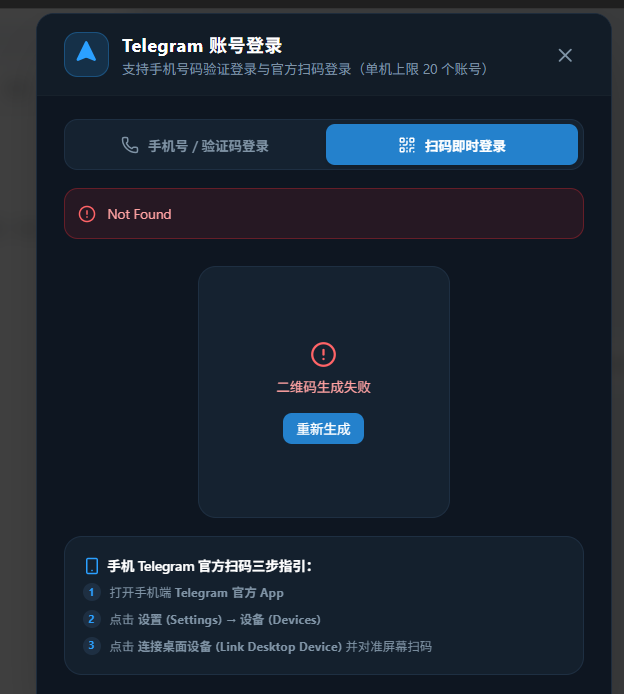 Telegram 账号登录
支持手机号码验证登录与官方扫码登录（单机上限 20 个账号）
手机号 / 验证码登录
扫码即时登录
Not Found
二维码生成失败
重新生成
手机 Telegram 官方扫码三步指引：
1 打开手机端 Telegram 官方 App
2 点击 设置 (Settings) → 设备 (Devices)
3 点击 连接桌面设备 (Link Desktop Device) 并对准屏幕扫码